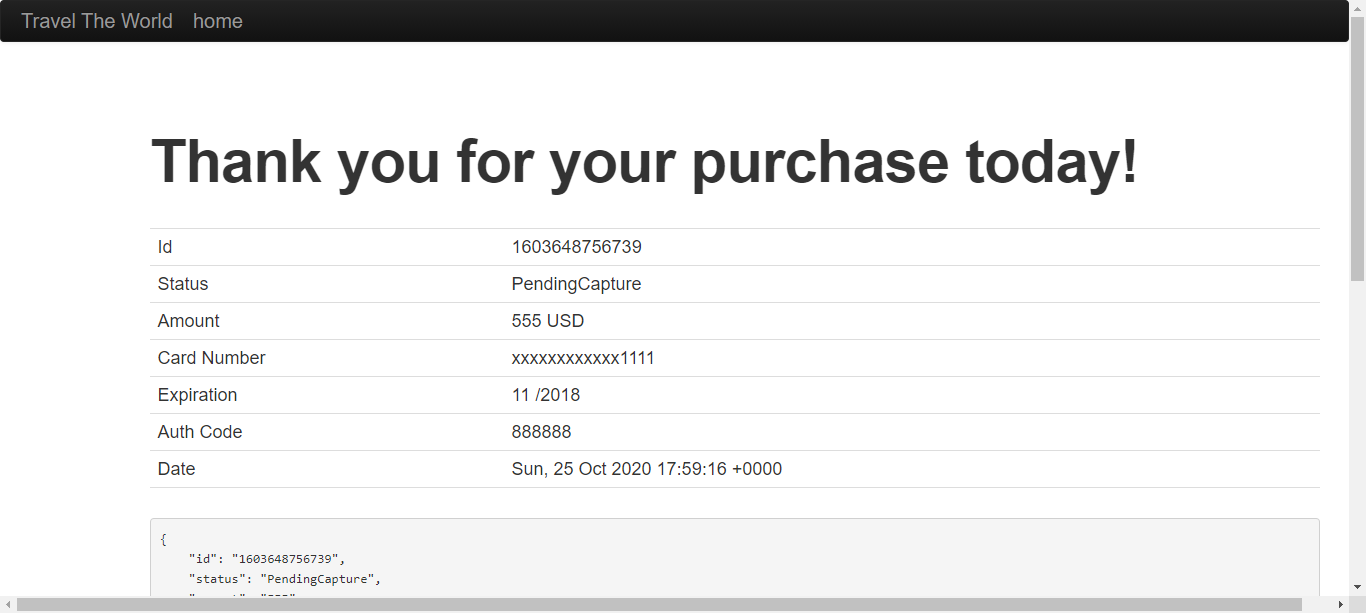 Travel The World home
Thank you for your purchase today!
Id 1603648756739
Status PendingCapture
Amount 555 USD
Card Number xxxxxxxxxxxx1111
Expiration 11 /2018
Auth Code 888888
Date Sun, 25 Oct 2020 17:59:16 +0000
{
"id": "1603648756739",
"status": "PendingCapture",